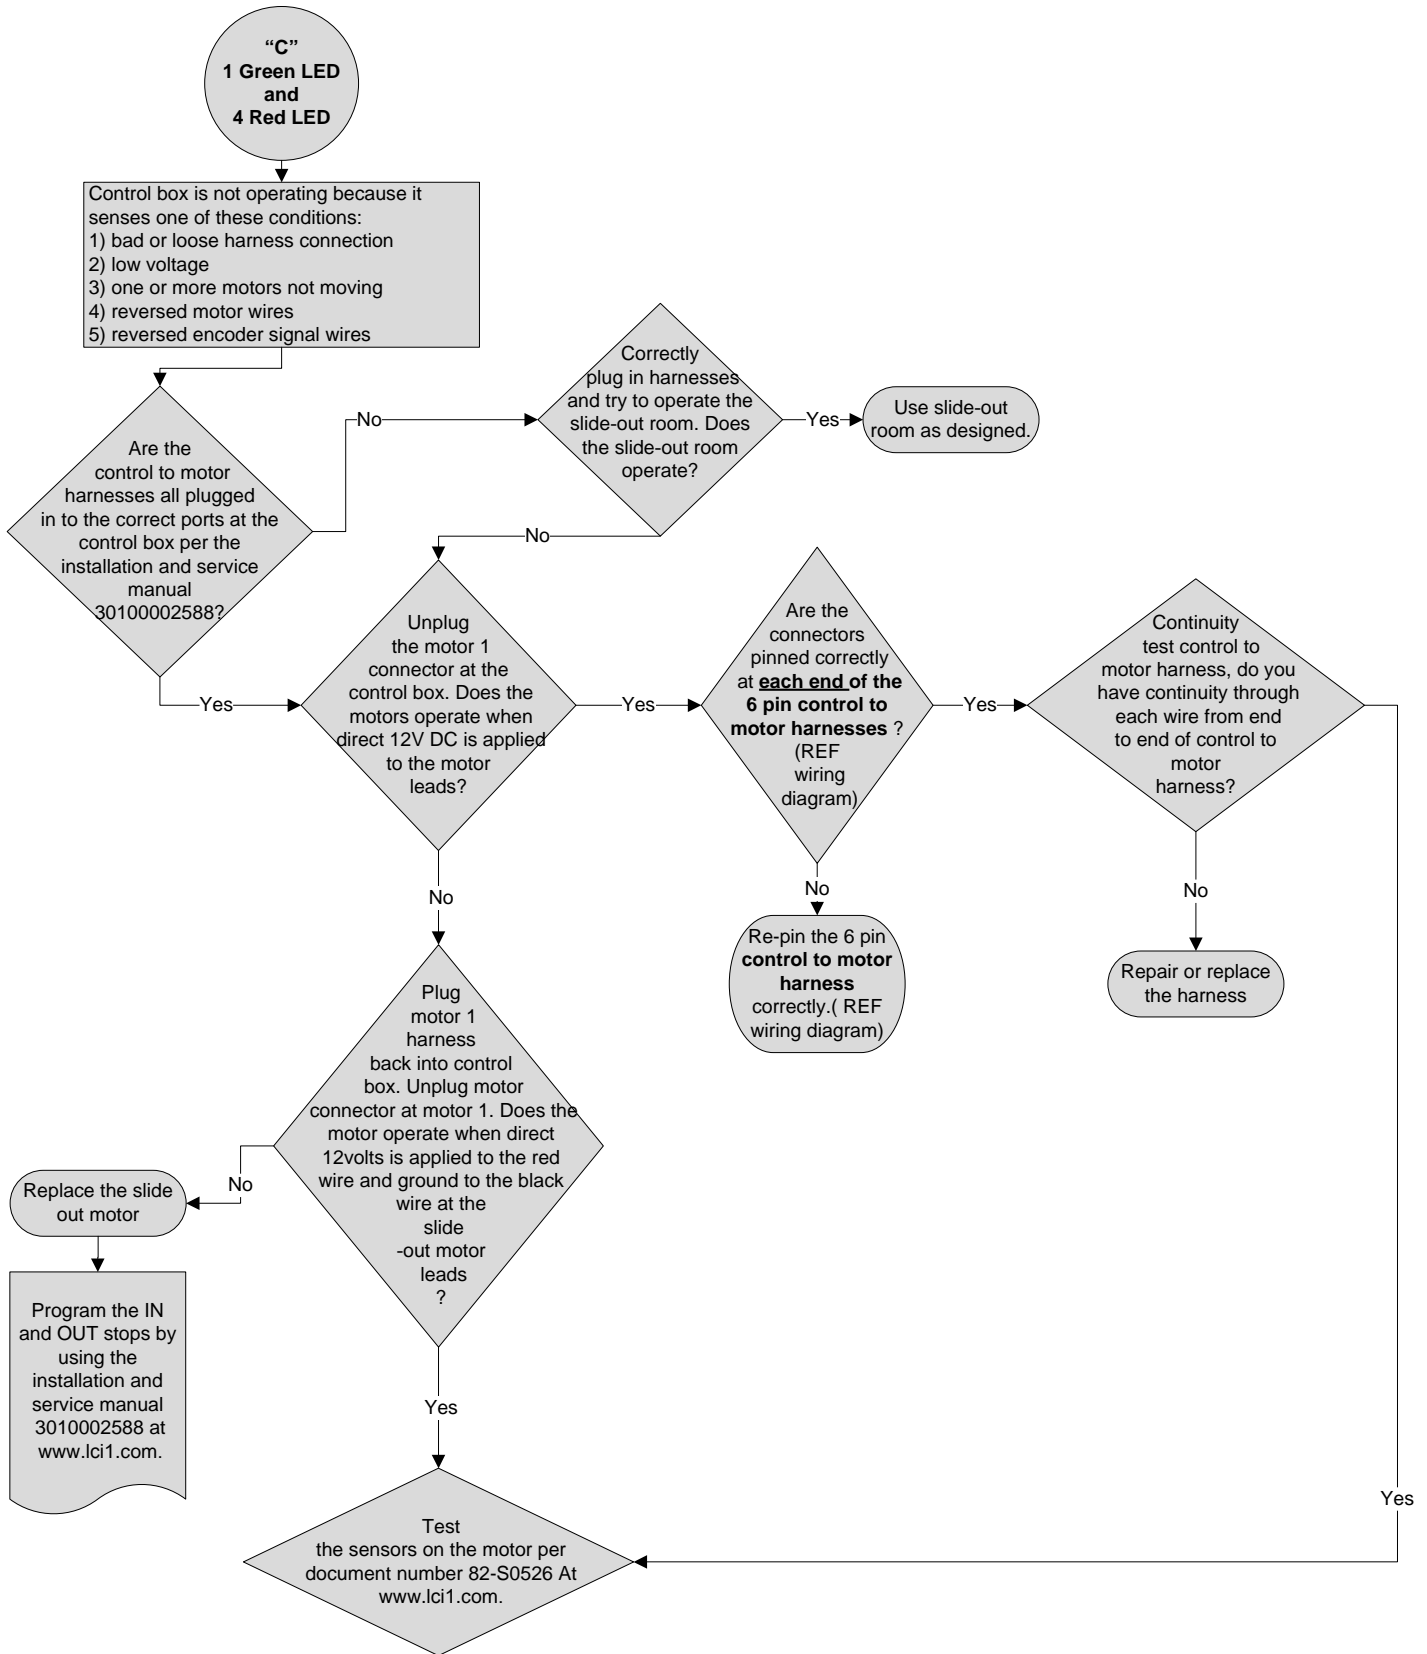 “C”
1 Green LED
and
4 Red LED
Control box is not operating because it
senses one of these conditions:
1) bad or loose harness connection
2) low voltage
3) one or more motors not moving
4) reversed motor wires
5) reversed encoder signal wires
Are the
control to motor
harnesses all plugged
in to the correct ports at the
control box per the
installation and service
manual
30100002588?
No
Correctly
plug in harnesses
and try to operate the
slide-out room. Does
the slide-out room
operate?
Yes
Use slide-out
room as designed.
No
Yes
Unplug
the motor 1
connector at the
control box. Does the
motors operate when
direct 12V DC is applied
to the motor
leads?
Yes
Are the
connectors
pinned correctly
at each end of the
6 pin control to
motor harnesses ?
(REF
wiring
diagram)
Yes
Continuity
test control to
motor harness, do you
have continuity through
each wire from end
to end of control to
motor
harness?
No
No
No
Re-pin the 6 pin
control to motor
harness
correctly.( REF
wiring diagram)
Repair or replace
the harness
Plug
motor 1
harness
back into control
box. Unplug motor
connector at motor 1. Does the
motor operate when direct
12volts is applied to the red
wire and ground to the black
wire at the
slide
-out motor
leads
?
No
Replace the slide
out motor
Program the IN
and OUT stops by
using the
installation and
service manual
3010002588 at
www.lci1.com.
Yes
Yes
Test
the sensors on the motor per
document number 82-S0526 At
www.lci1.com.